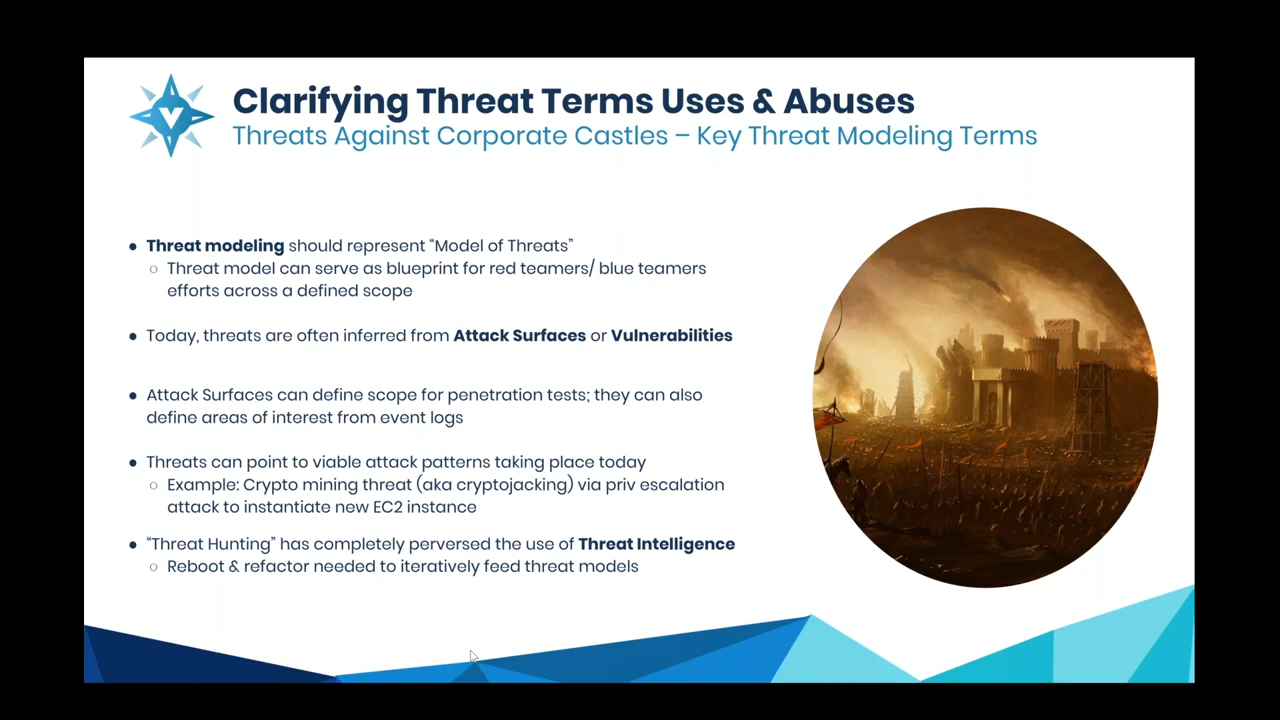 Clarifying Threat Terms Uses & Abuses
Threats Against Corporate Castles – Key Threat Modeling Terms
● Threat modeling should represent “Model of Threats”
○ Threat model can serve as blueprint for red teamers/ blue teamers
efforts across a defined scope
● Today, threats are often inferred from Attack Surfaces or Vulnerabilities
● Attack Surfaces can define scope for penetration tests; they can also
define areas of interest from event logs
● Threats can point to viable attack patterns taking place today
○ Example: Crypto mining threat (aka cryptojacking) via priv escalation
attack to instantiate new EC2 instance
● “Threat Hunting” has completely perversed the use of Threat Intelligence
○ Reboot & refactor needed to iteratively feed threat models